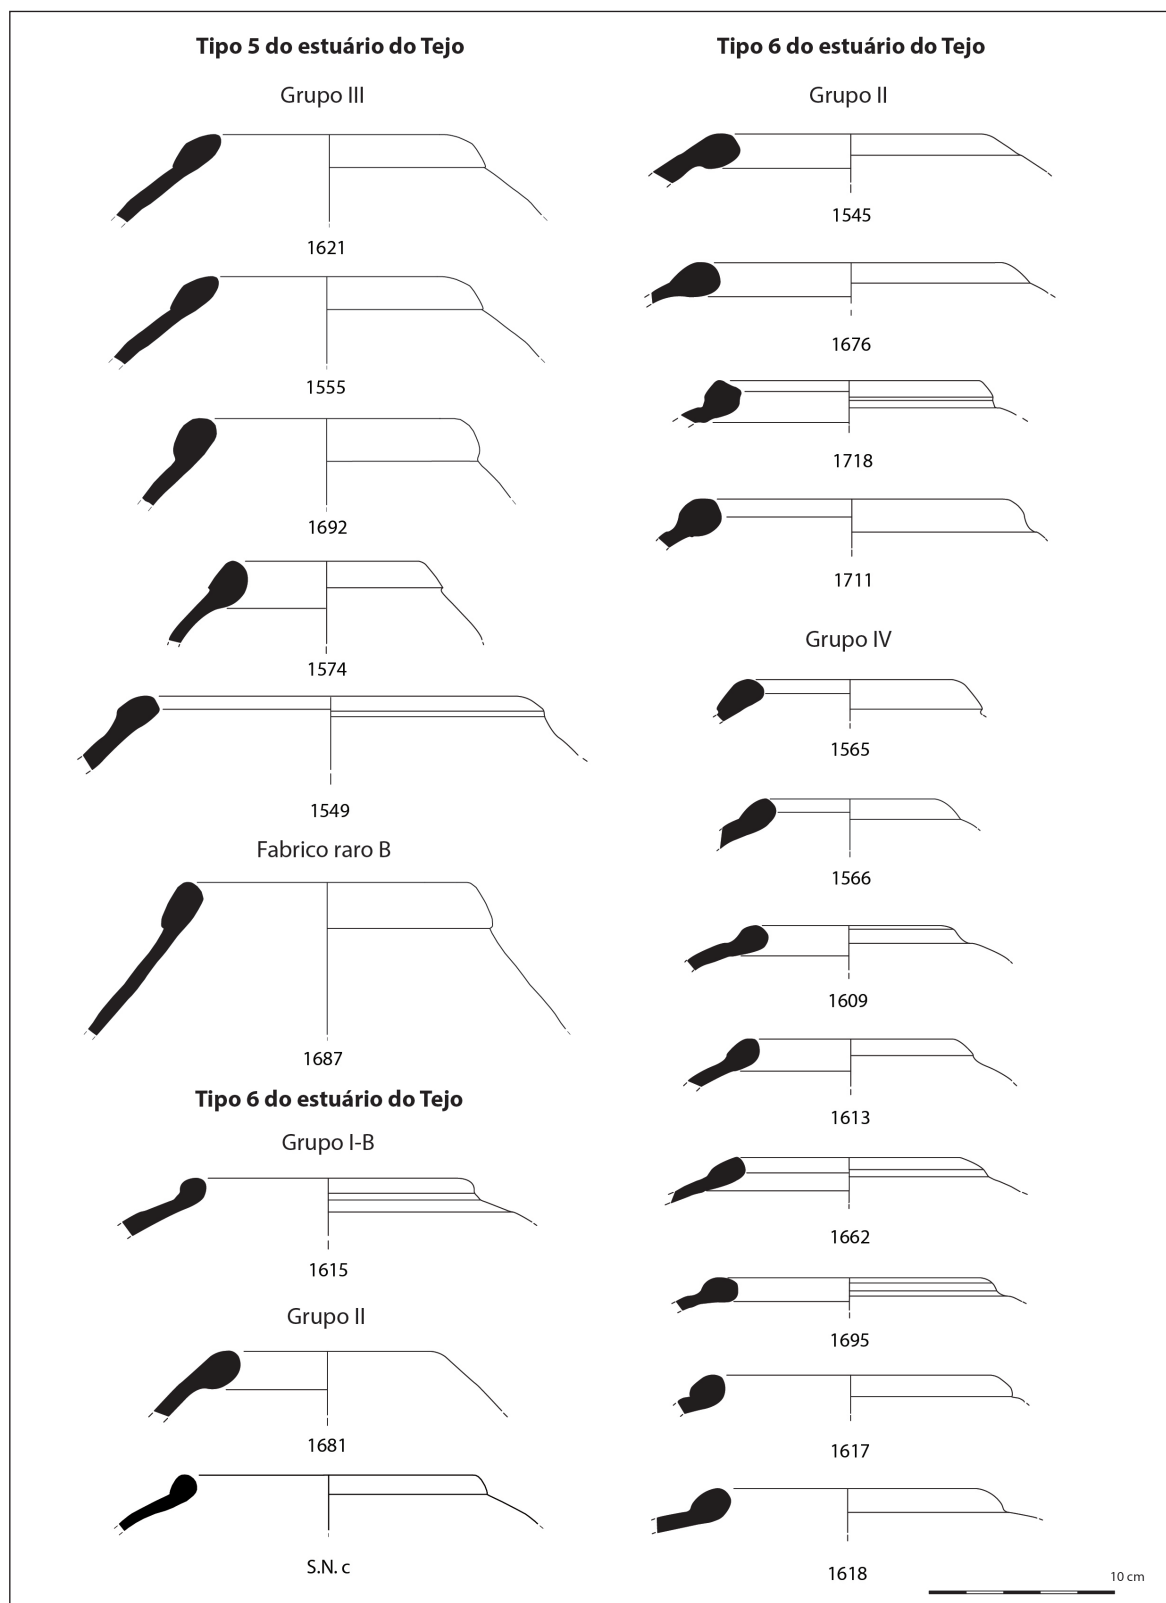 Tipo 5 do estuário do Tejo
Grupo III
1621
1555
1692
1574
1549
Fabrico raro B
1687
Tipo 6 do estuário do Tejo
Grupo I-B
1615
Grupo II
1681
S.N. c
Tipo 6 do estuário do Tejo
Grupo II
1545
1676
1718
1711
Grupo IV
1565
1566
1609
1613
1662
1695
1617
1618
10 cm